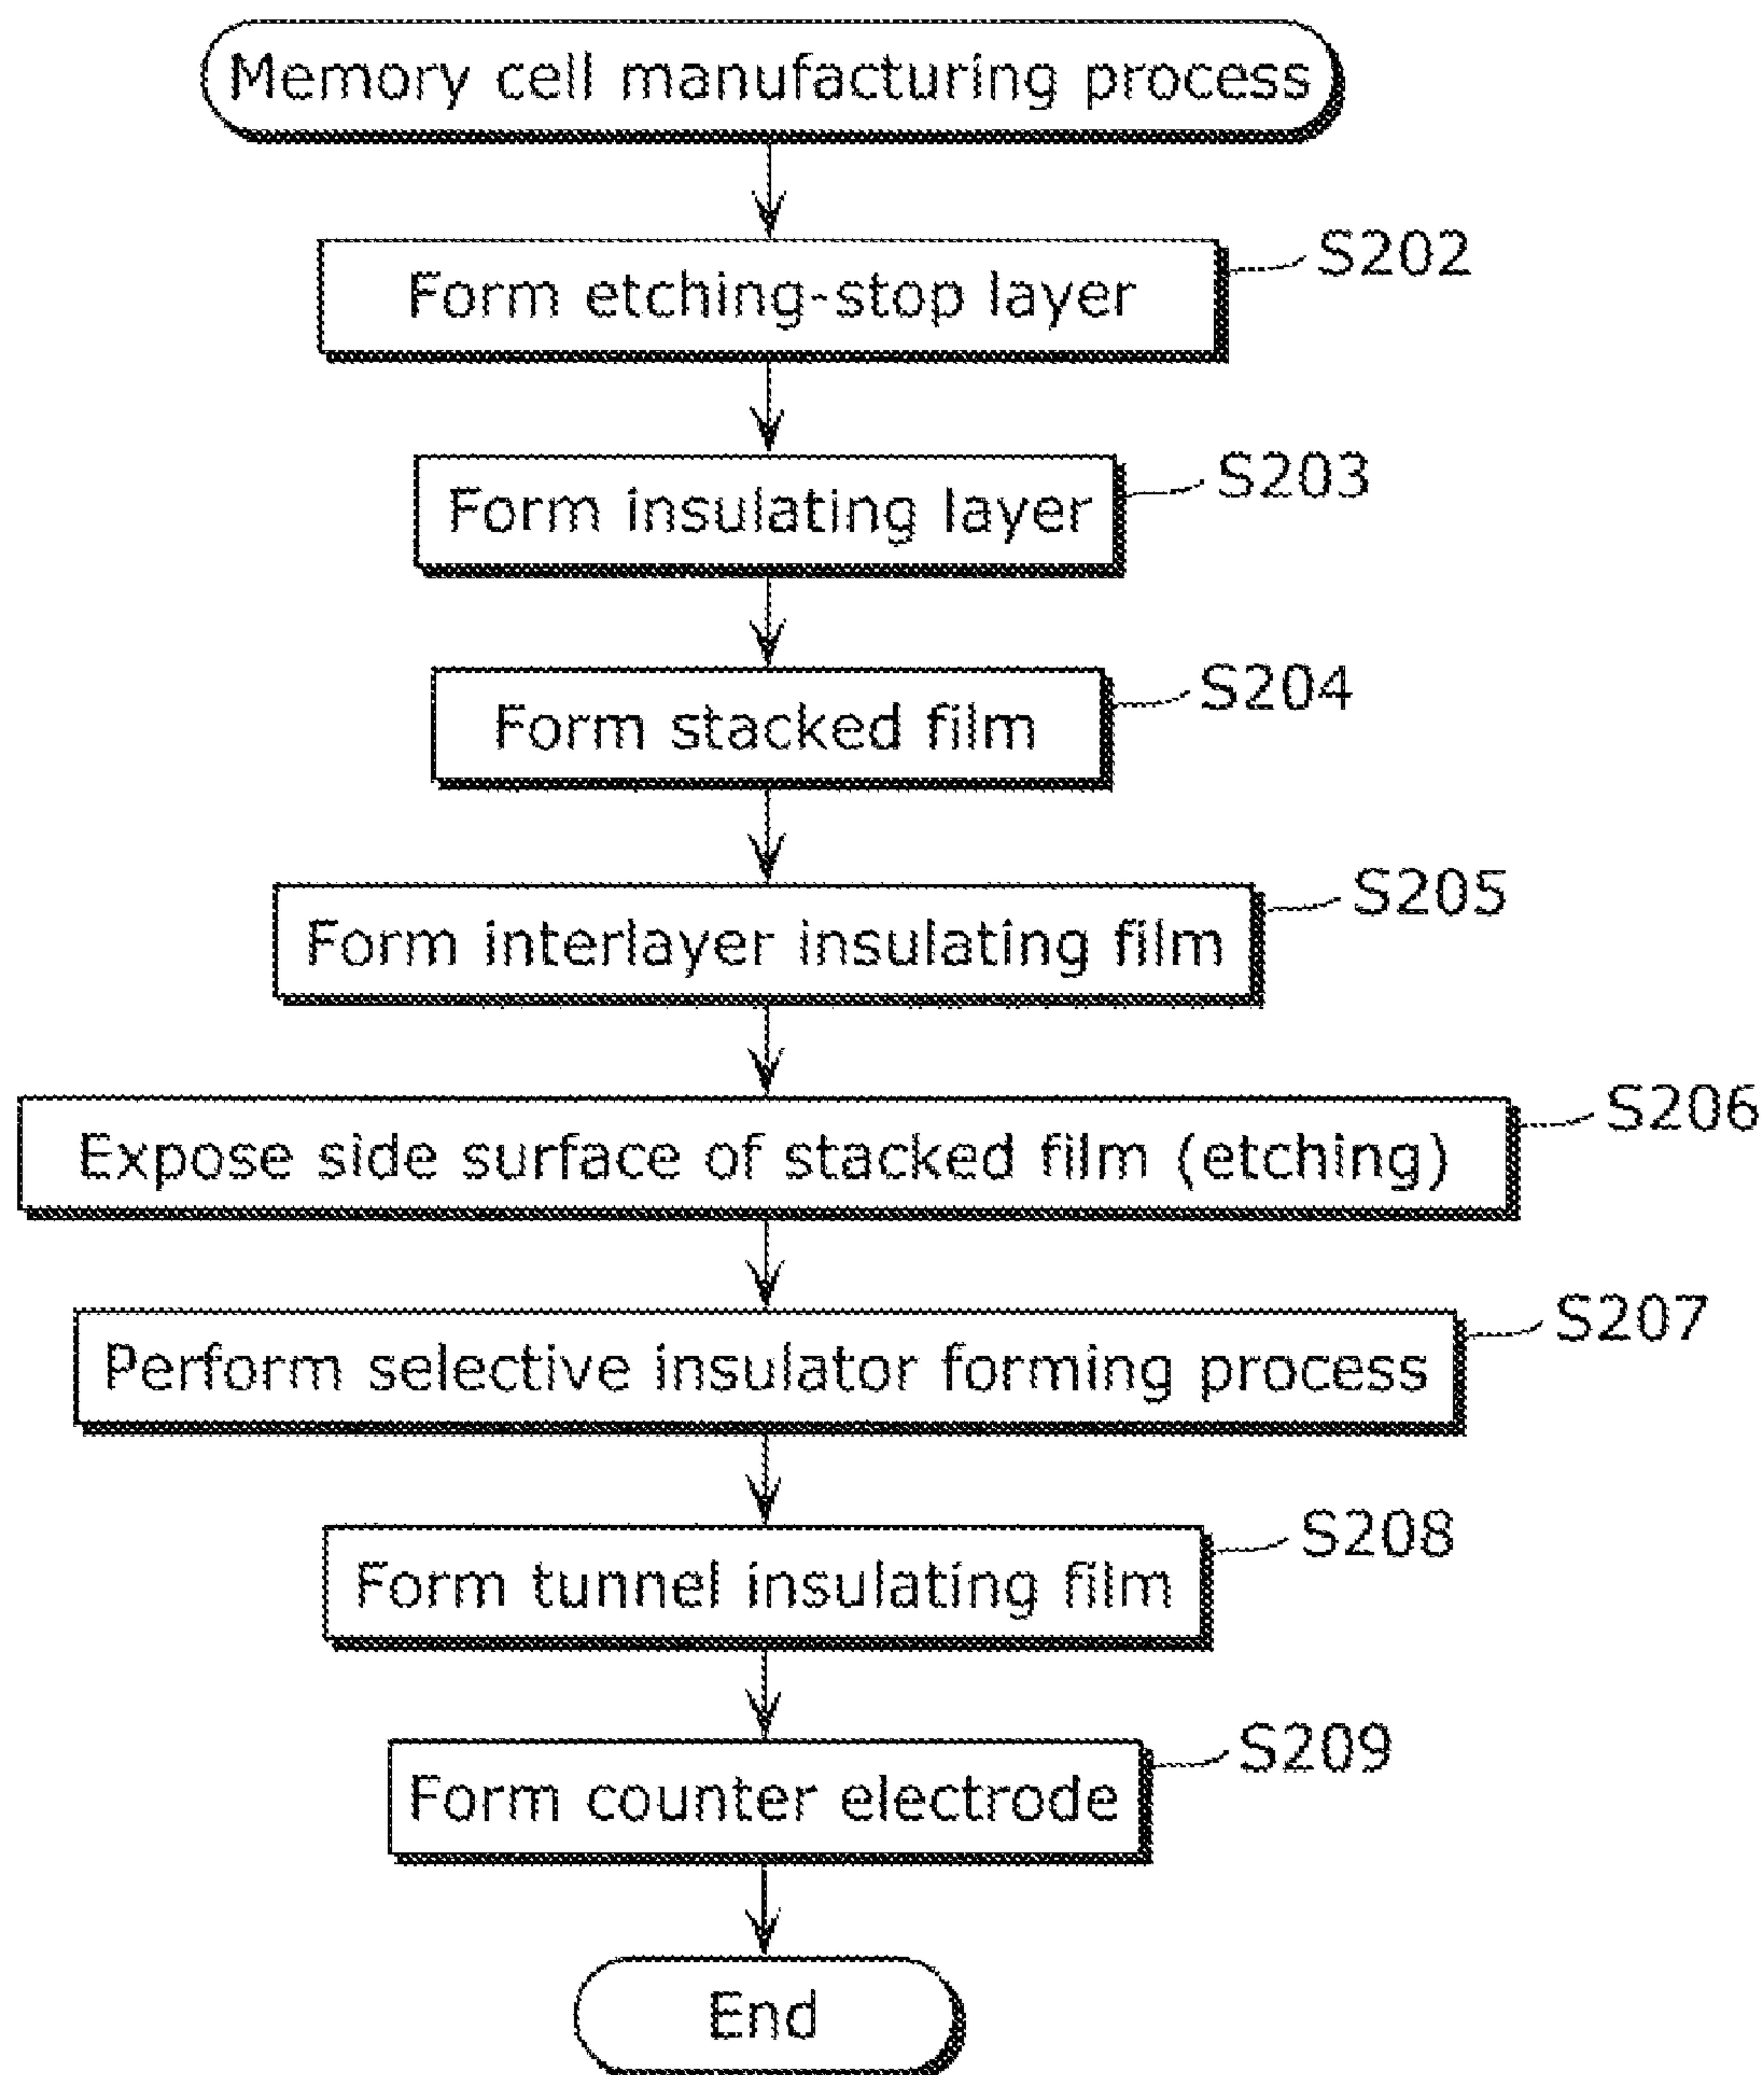 Memory cell manufacturing process
S202
Form etching-stop layer
S203
Form insulating layer
S204
Form stacked film
S205
Form interlayer insulating film
S206
Expose side surface of stacked film (etching)
S207
Perform selective insulator forming process
S208
Form tunnel insulating film
S209
Form counter electrode
End